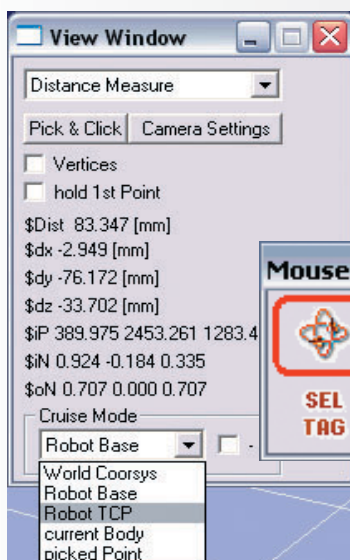 View Window
Distance Measure
Pick & Click Camera Settings
Vertices
hold 1st Point
$Dist 83.347 [mm]
$dx -2.949 [mm]
$dy -76.172 [mm]
$dz -33.702 [mm]
$iP 389.975 2453.261 1283.4
$iN 0.924 -0.184 0.335
$oN 0.707 0.000 0.707
Mouse
SEL
TAG
Cruise Mode
Robot Base -
World Coorsys
Robot Base
Robot TCP
current Body
picked Point